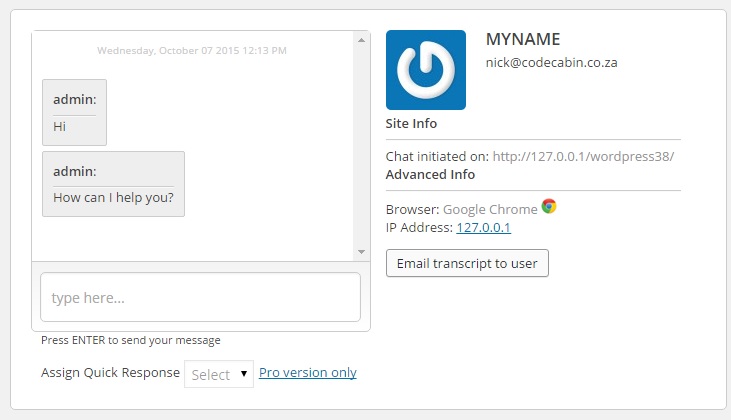 Wednesday, October 07 2015 12:13 PM
admin:
Hi
admin:
How can I help you?
type here...
Press ENTER to send your message
Assign Quick Response Select Pro version only
MYNAME
nick@codecabin.co.za
Site Info
Chat initiated on: http://127.0.0.1/wordpress38/
Advanced Info
Browser: Google Chrome
IP Address: 127.0.0.1
Email transcript to user